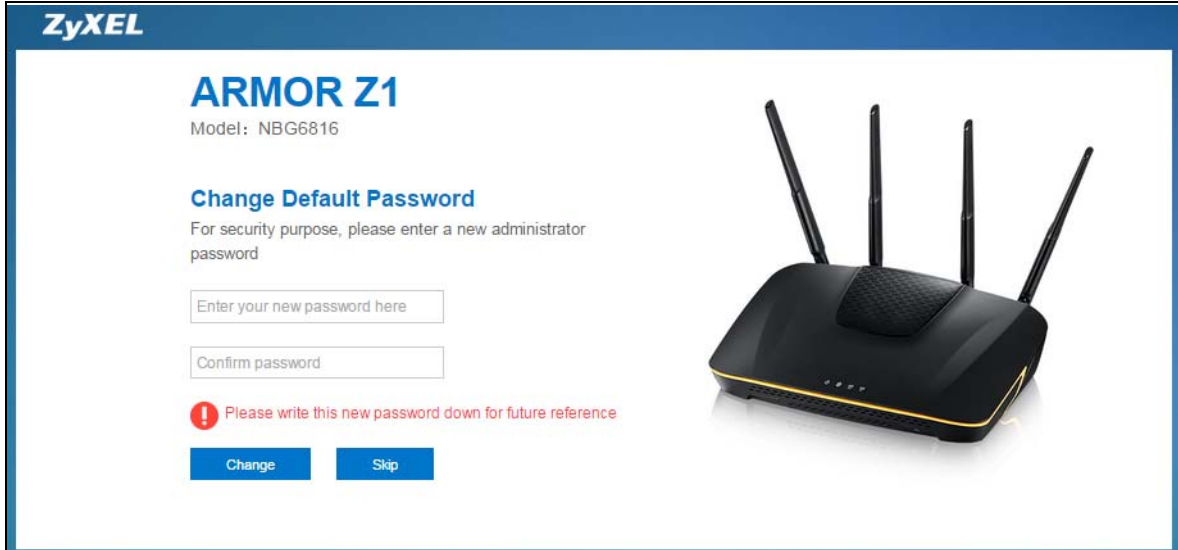 ZyXEL
ARMOR Z1
Model：NBG6816
Change Default Password
For security purpose, please enter a new administrator
password
Enter your new password here
Confirm password
Please write this new password down for future reference
Change
Skip